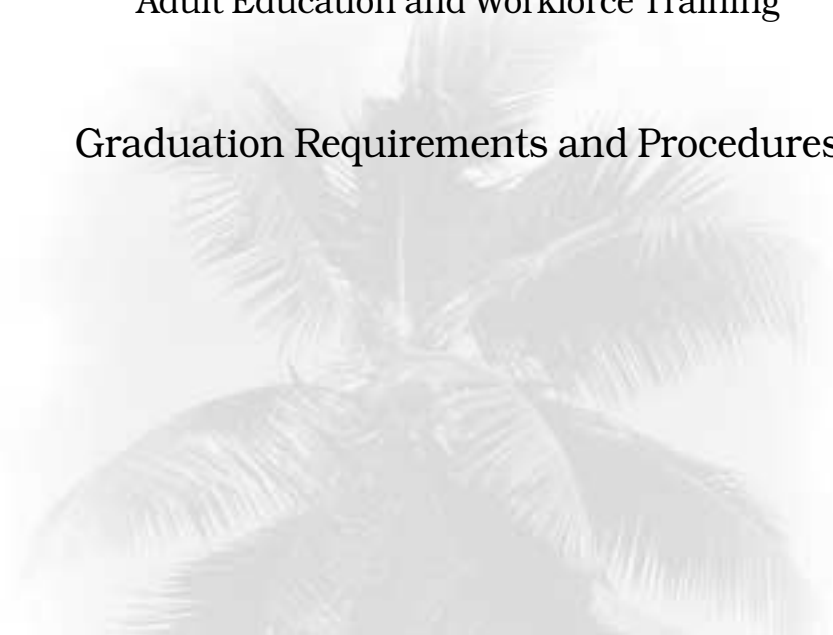 Adult Education and Workforce Training
Graduation Requirements and Procedures